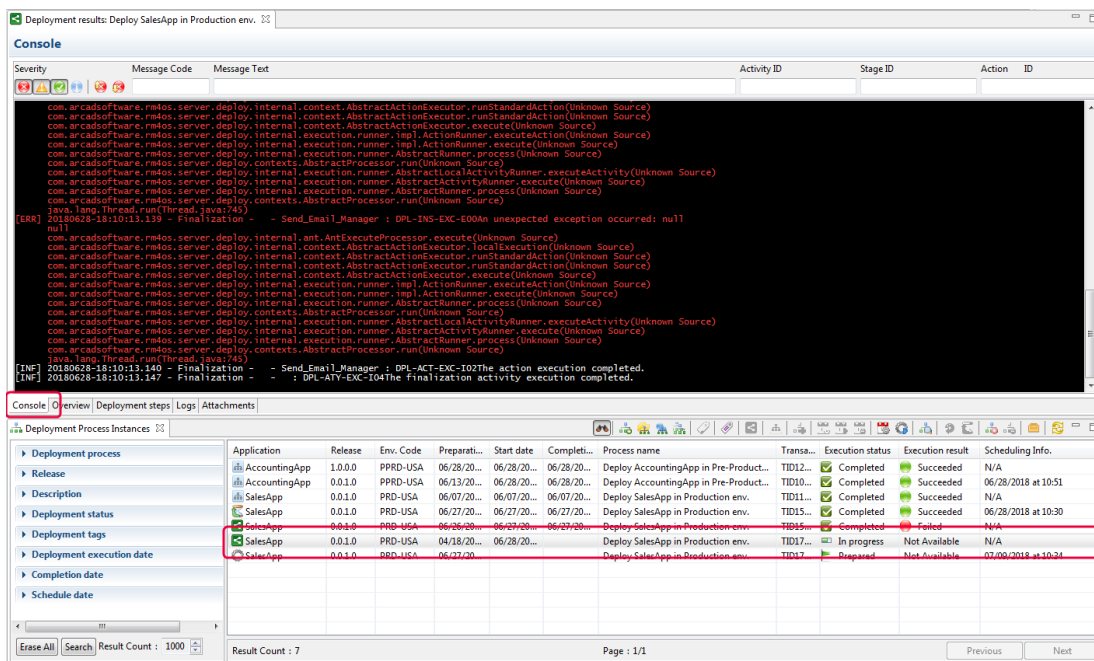 Deployment results: Deploy SalesApp in Production env.
Console
Severity Message Code Message Text Activity ID Stage ID Action ID
com.arcadsoftware.rm4os.server.deploy.internal.context.AbstractActionExecutor.runStandardAction(Unknown Source)
com.arcadsoftware.rm4os.server.deploy.internal.context.AbstractActionExecutor.runStandardAction(Unknown Source)
com.arcadsoftware.rm4os.server.deploy.internal.context.AbstractActionExecutor.execute(Unknown Source)
com.arcadsoftware.rm4os.server.deploy.internal.execution.runner.impl.ActionRunner.executeAction(Unknown Source)
com.arcadsoftware.rm4os.server.deploy.internal.execution.runner.impl.ActionRunner.execute(Unknown Source)
com.arcadsoftware.rm4os.server.deploy.internal.execution.runner.AbstractRunner.process(Unknown Source)
com.arcadsoftware.rm4os.server.deploy.contexts.AbstractProcessor.run(Unknown Source)
com.arcadsoftware.rm4os.server.deploy.internal.execution.runner.AbstractLocalActivityRunner.executeActivity(Unknown Source)
com.arcadsoftware.rm4os.server.deploy.internal.execution.runner.AbstractActivityRunner.execute(Unknown Source)
com.arcadsoftware.rm4os.server.deploy.internal.execution.runner.AbstractRunner.process(Unknown Source)
com.arcadsoftware.rm4os.server.deploy.contexts.AbstractProcessor.run(Unknown Source)
java.lang.Thread.run(Thread.java:745)
[ERR] 20180628-18:10:13.139 - Finalization - - Send_Email_Manager : DPL-INS-EXC-E00An unexpected exception occurred: null
null
com.arcadsoftware.rm4os.server.deploy.internal.ant.AntExecuteProcessor.execute(Unknown Source)
com.arcadsoftware.rm4os.server.deploy.internal.context.AbstractActionExecutor.localExecution(Unknown Source)
com.arcadsoftware.rm4os.server.deploy.internal.context.AbstractActionExecutor.runStandardAction(Unknown Source)
com.arcadsoftware.rm4os.server.deploy.internal.context.AbstractActionExecutor.runStandardAction(Unknown Source)
com.arcadsoftware.rm4os.server.deploy.internal.context.AbstractActionExecutor.execute(Unknown Source)
com.arcadsoftware.rm4os.server.deploy.internal.execution.runner.impl.ActionRunner.executeAction(Unknown Source)
com.arcadsoftware.rm4os.server.deploy.internal.execution.runner.impl.ActionRunner.execute(Unknown Source)
com.arcadsoftware.rm4os.server.deploy.internal.execution.runner.AbstractRunner.process(Unknown Source)
com.arcadsoftware.rm4os.server.deploy.contexts.AbstractProcessor.run(Unknown Source)
com.arcadsoftware.rm4os.server.deploy.internal.execution.runner.AbstractLocalActivityRunner.executeActivity(Unknown Source)
com.arcadsoftware.rm4os.server.deploy.internal.execution.runner.AbstractActivityRunner.execute(Unknown Source)
com.arcadsoftware.rm4os.server.deploy.internal.execution.runner.AbstractRunner.process(Unknown Source)
com.arcadsoftware.rm4os.server.deploy.contexts.AbstractProcessor.run(Unknown Source)
java.lang.Thread.run(Thread.java:745)
[INF] 20180628-18:10:13.140 - Finalization - - Send_Email_Manager : DPL-ACT-EXC-I02The action execution completed.
[INF] 20180628-18:10:13.147 - Finalization - - : DPL-ATY-EXC-I04The finalization activity execution completed.
Console Overview Deployment steps Logs Attachments
Deployment Process Instances
Deployment process
Release
Description
Deployment status
Deployment tags
Deployment execution date
Completion date
Schedule date
Erase All Search Result Count : 1000
Application Release Env. Code Preparati... Start date Completi... Process name Transa... Execution status Execution result Scheduling Info.
AccountingApp 1.0.0.0 PPRD-USA 06/28/20... 06/28/20... 06/28/20... Deploy AccountingApp in Pre-Product... TID12... Completed Succeeded N/A
AccountingApp 0.0.1.0 PPRD-USA 06/13/20... 06/28/20... 06/28/20... Deploy AccountingApp in Pre-Product... TID10... Completed Succeeded 06/28/2018 at 10:51
SalesApp 0.0.1.0 PRD-USA 06/07/20... 06/07/20... 06/07/20... Deploy SalesApp in Production env. TID11... Completed Succeeded N/A
SalesApp 0.0.1.0 PRD-USA 06/27/20... 06/27/20... 06/27/20... Deploy SalesApp in Production env. TID15... Completed Succeeded 06/28/2018 at 10:30
SalesApp 0.0.1.0 PRD-USA 06/26/20... 06/27/20... 06/27/20... Deploy SalesApp in Production env. TID15... Completed Failed N/A
SalesApp 0.0.1.0 PRD-USA 04/18/20... 06/28/20... Deploy SalesApp in Production env. TID17... In progress Not Available N/A
SalesApp 0.0.1.0 PRD-USA 06/27/20... Deploy SalesApp in Production env. TID17... Prepared Not Available 07/09/2018 at 10:34
Result Count : 7 Page : 1/1 Previous Next